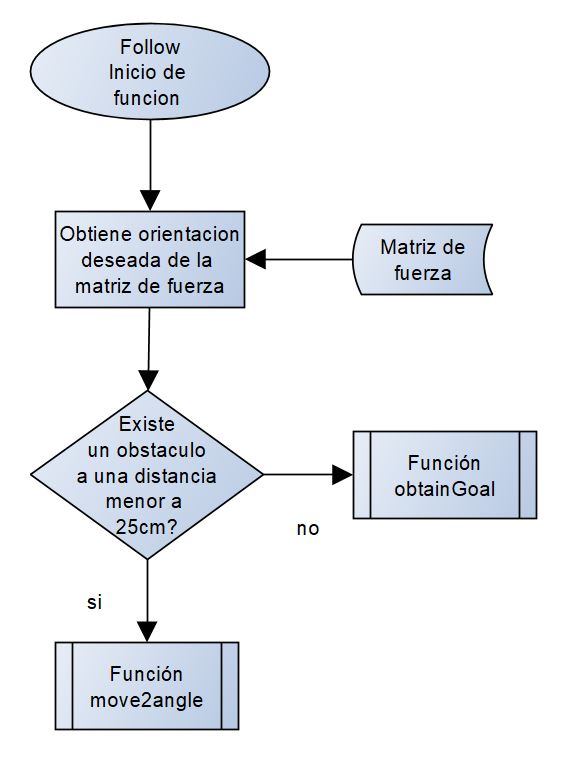 Follow
Inicio de
funcion
Obtiene orientacion
deseada de la
matriz de fuerza
Matriz de
fuerza
Existe
un obstaculo
a una distancia
menor a
25cm?
Función
obtainGoal
no
si
Función
move2angle